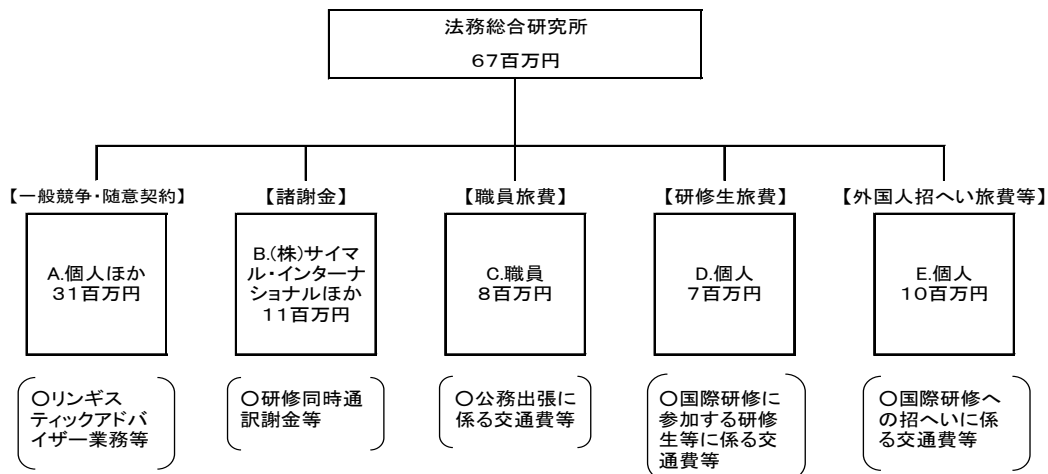 法務総合研究所
67百万円
【一般競争・随意契約】
【諸謝金】
【職員旅費】
【研修生旅費】
【外国人招へい旅費等】
A.個人ほか
31百万円
B.(株)サイマ
ル・インターナ
ショナルほか
11百万円
C.職員
8百万円
D.個人
7百万円
E.個人
10百万円
○リンギス
ティックアドバ
イザー業務等
○研修同時通
訳謝金等
○公務出張に
係る交通費等
○国際研修に
参加する研修
生等に係る交
通費等
○国際研修へ
の招へいに係
る交通費等